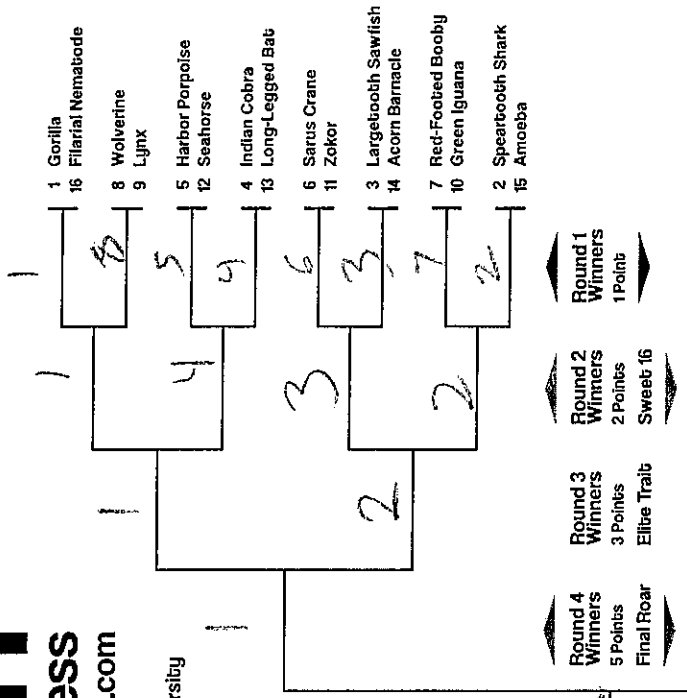 ess
.com
rsity
1 Gorilla
16 Filarial Nematode
8 Wolverine
9 Lynx
5 Harbor Porpoise
12 Seahorse
4 Indian Cobra
13 Long-Legged Bat
6 Sarus Crane
11 Zokor
3 Largetooth Sawfish
14 Acorn Barnacle
7 Red-Footed Booby
10 Green Iguana
2 Speartooth Shark
15 Amoeba
1
8
5
4
6
3
7
2
1
4
3
2
1
2
1
Round 1
Winners
1 Point
Round 2
Winners
2 Points
Sweet 16
Round 3
Winners
3 Points
Elite Trait
Round 4
Winners
5 Points
Final Roar